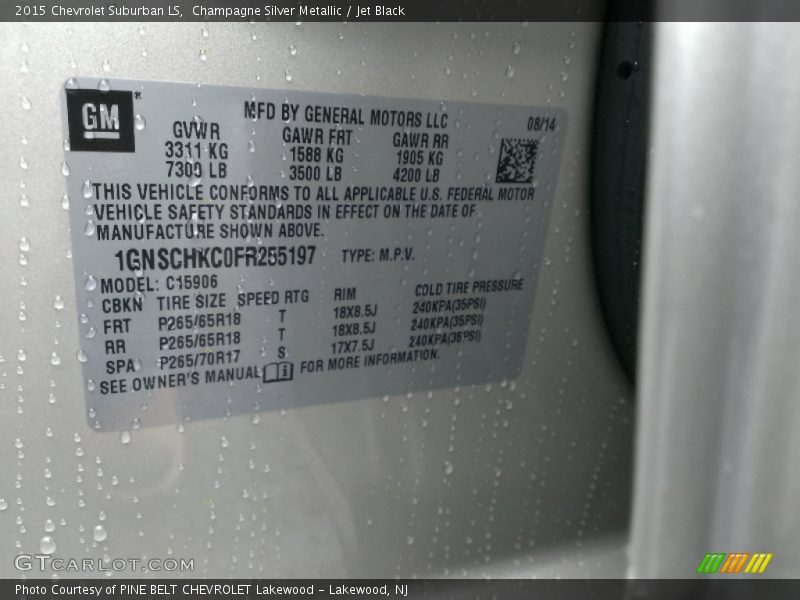 2015 Chevrolet Suburban LS,  Champagne Silver Metallic / Jet Black
GM®
MFD BY GENERAL MOTORS LLC
08/14
GVWR GAWR FRT GAWR RR
3311 KG 1588 KG 1905 KG
7300 LB 3500 LB 4200 LB
THIS VEHICLE CONFORMS TO ALL APPLICABLE U.S. FEDERAL MOTOR
VEHICLE SAFETY STANDARDS IN EFFECT ON THE DATE OF
MANUFACTURE SHOWN ABOVE.
1GNSCHKC0FR255197 TYPE: M.P.V.
MODEL: C15906
CBKN TIRE SIZE SPEED RTG RIM COLD TIRE PRESSURE
FRT P265/65R18 T 18X8.5J 240KPA(35PSI)
RR P265/65R18 T 18X8.5J 240KPA(35PSI)
SPA P265/70R17 S 17X7.5J 240KPA(35PSI)
SEE OWNER'S MANUAL i FOR MORE INFORMATION.
GTCARLOT.COM
Photo Courtesy of PINE BELT CHEVROLET Lakewood - Lakewood, NJ